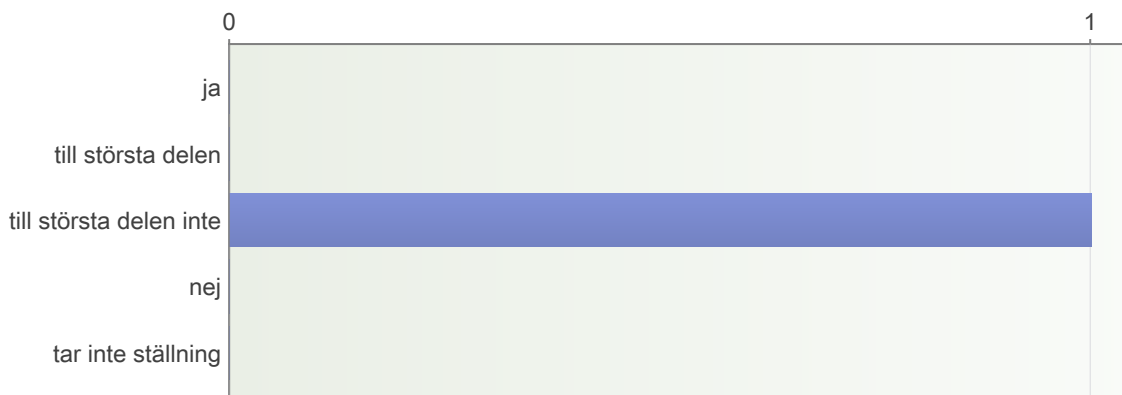 0 1
ja
till största delen
till största delen inte
nej
tar inte ställning